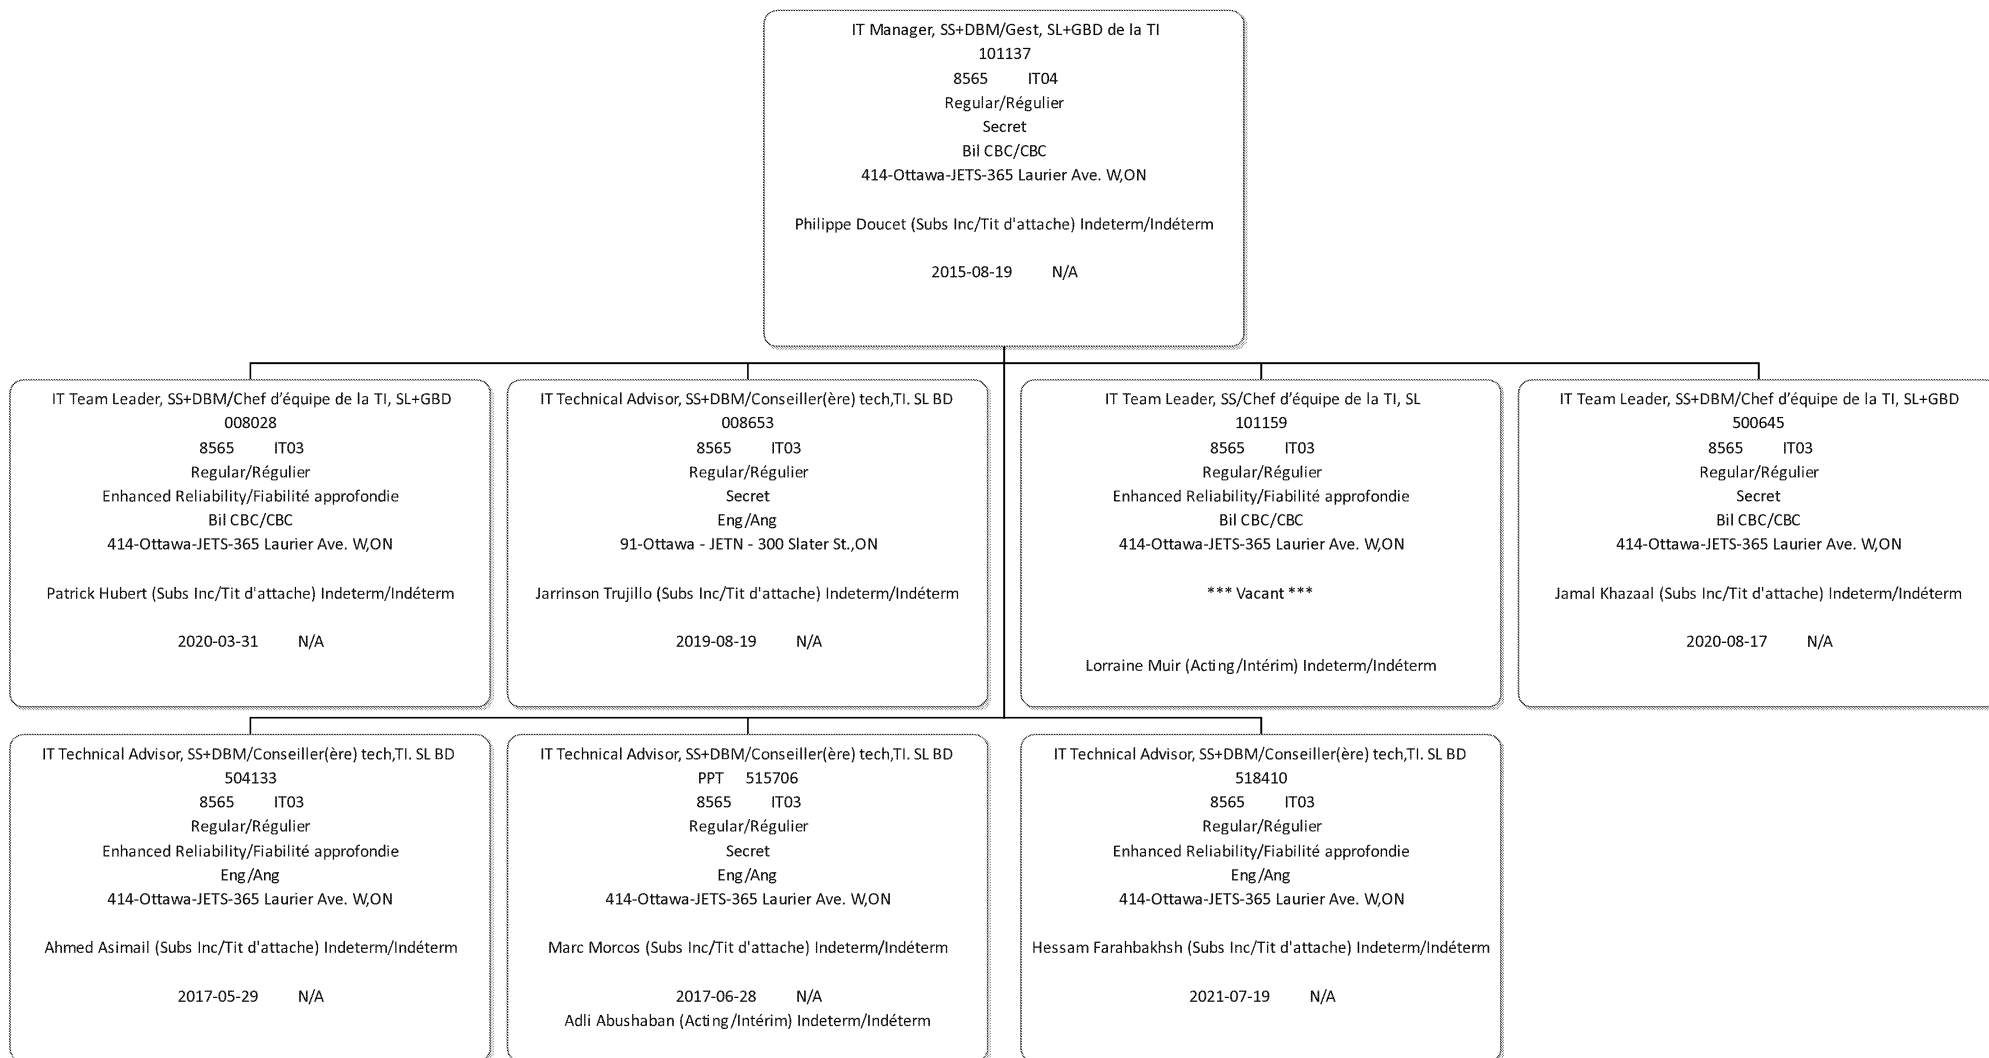 IT Manager, SS+DBM/Gest, SL+GBD de la TI
101137
8565 IT04
Regular/Régulier
Secret
Bil CBC/CBC
414-Ottawa-JETS-365 Laurier Ave. W,ON
Philippe Doucet (Subs Inc/Tit d'attache) Indeterm/Indéterm
2015-08-19 N/A
IT Team Leader, SS+DBM/Chef d’équipe de la TI, SL+GBD
008028
8565 IT03
Regular/Régulier
Enhanced Reliability/Fiabilité approfondie
Bil CBC/CBC
414-Ottawa-JETS-365 Laurier Ave. W,ON
Patrick Hubert (Subs Inc/Tit d'attache) Indeterm/Indéterm
2020-03-31 N/A
IT Technical Advisor, SS+DBM/Conseiller(ère) tech,TI. SL BD
008653
8565 IT03
Regular/Régulier
Secret
Eng/Ang
91-Ottawa - JETN - 300 Slater St.,ON
Jarrinson Trujillo (Subs Inc/Tit d'attache) Indeterm/Indéterm
2019-08-19 N/A
IT Team Leader, SS/Chef d’équipe de la TI, SL
101159
8565 IT03
Regular/Régulier
Enhanced Reliability/Fiabilité approfondie
Bil CBC/CBC
414-Ottawa-JETS-365 Laurier Ave. W,ON
*** Vacant ***
Lorraine Muir (Acting/Intérim) Indeterm/Indéterm
IT Team Leader, SS+DBM/Chef d’équipe de la TI, SL+GBD
500645
8565 IT03
Regular/Régulier
Secret
Bil CBC/CBC
414-Ottawa-JETS-365 Laurier Ave. W,ON
Jamal Khazaal (Subs Inc/Tit d'attache) Indeterm/Indéterm
2020-08-17 N/A
IT Technical Advisor, SS+DBM/Conseiller(ère) tech,TI. SL BD
504133
8565 IT03
Regular/Régulier
Enhanced Reliability/Fiabilité approfondie
Eng/Ang
414-Ottawa-JETS-365 Laurier Ave. W,ON
Ahmed Asimail (Subs Inc/Tit d'attache) Indeterm/Indéterm
2017-05-29 N/A
IT Technical Advisor, SS+DBM/Conseiller(ère) tech,TI. SL BD
PPT 515706
8565 IT03
Regular/Régulier
Secret
Eng/Ang
414-Ottawa-JETS-365 Laurier Ave. W,ON
Marc Morcos (Subs Inc/Tit d'attache) Indeterm/Indéterm
2017-06-28 N/A
Adli Abushaban (Acting/Intérim) Indeterm/Indéterm
IT Technical Advisor, SS+DBM/Conseiller(ère) tech,TI. SL BD
518410
8565 IT03
Regular/Régulier
Enhanced Reliability/Fiabilité approfondie
Eng/Ang
414-Ottawa-JETS-365 Laurier Ave. W,ON
Hessam Farahbakhsh (Subs Inc/Tit d'attache) Indeterm/Indéterm
2021-07-19 N/A